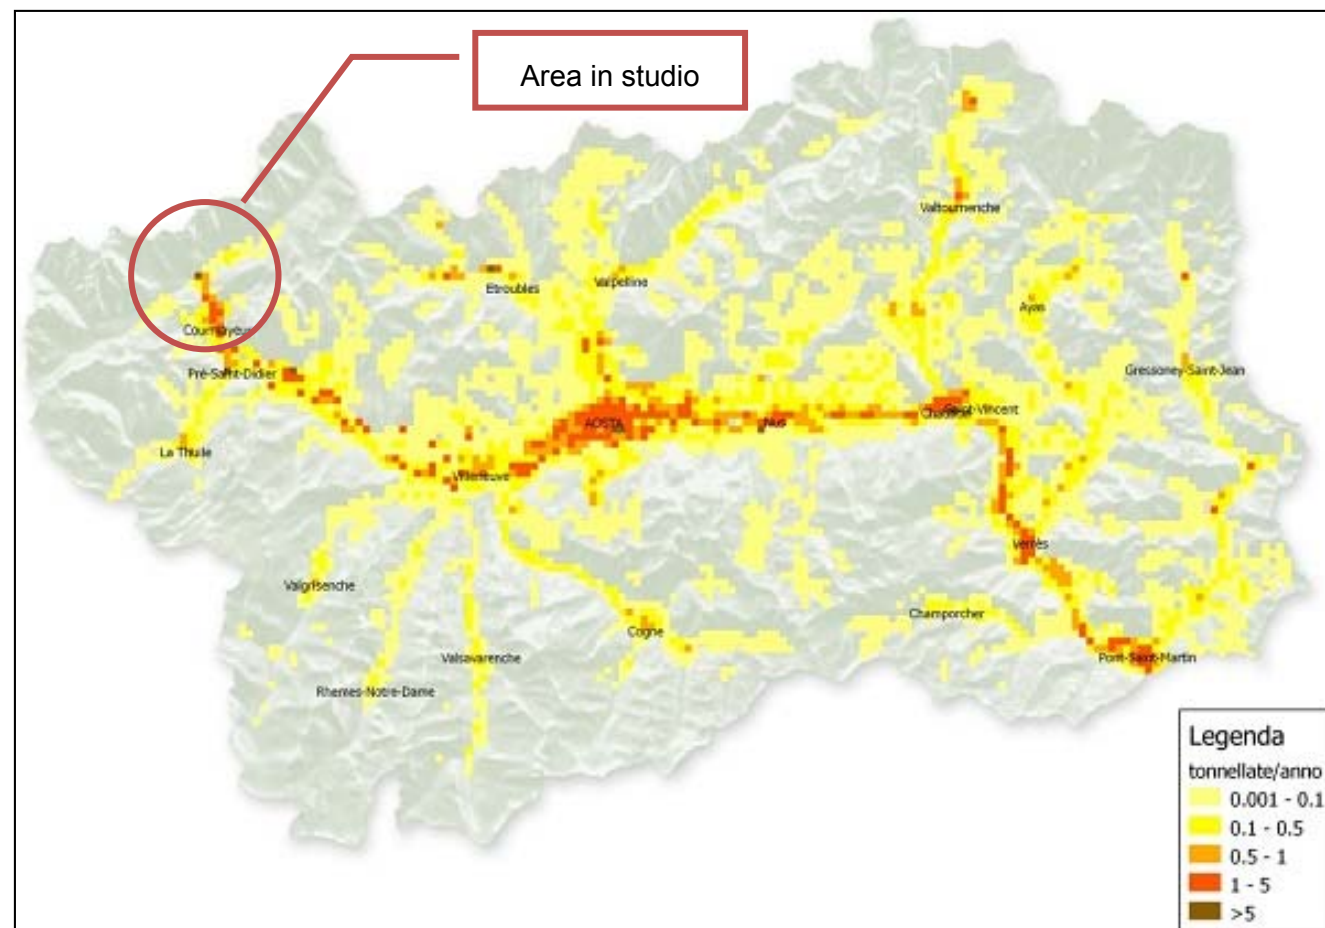 Area in studio
Valtournenche
Etroubles
Valpelline
Ayas
Courmayeur
Pré-Saint-Didier
Gressoney-Saint-Jean
Saint-Vincent
AOSTA
Nus
La Thuile
Villeneuve
Verrès
Valgrisenche
Champorcher
Cogne
Valsavarenche
Pont-Saint-Martin
Rhemes-Notre-Dame
Legenda
tonnellate/anno
0.001 - 0.1
0.1 - 0.5
0.5 - 1
1 - 5
>5